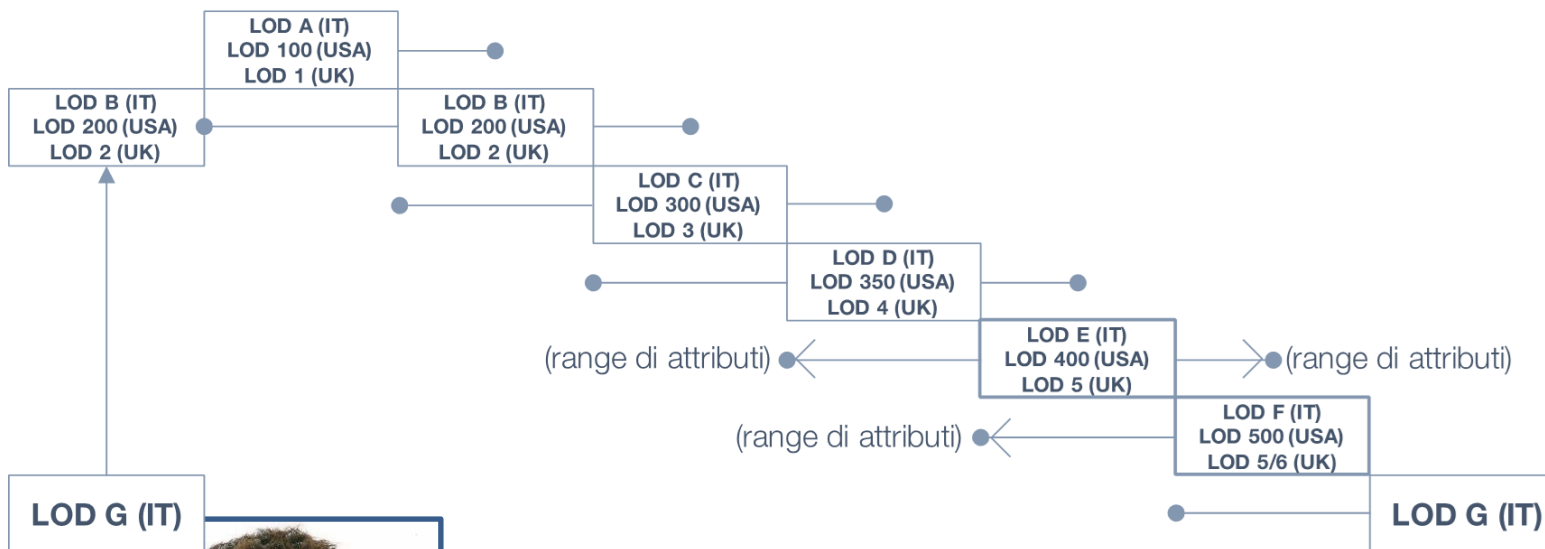 LOD A (IT)
LOD 100 (USA)
LOD 1 (UK)
LOD B (IT)
LOD 200 (USA)
LOD 2 (UK)
LOD B (IT)
LOD 200 (USA)
LOD 2 (UK)
LOD C (IT)
LOD 300 (USA)
LOD 3 (UK)
LOD D (IT)
LOD 350 (USA)
LOD 4 (UK)
(range di attributi)
LOD E (IT)
LOD 400 (USA)
LOD 5 (UK)
(range di attributi)
(range di attributi)
LOD F (IT)
LOD 500 (USA)
LOD 5/6 (UK)
LOD G (IT)
LOD G (IT)